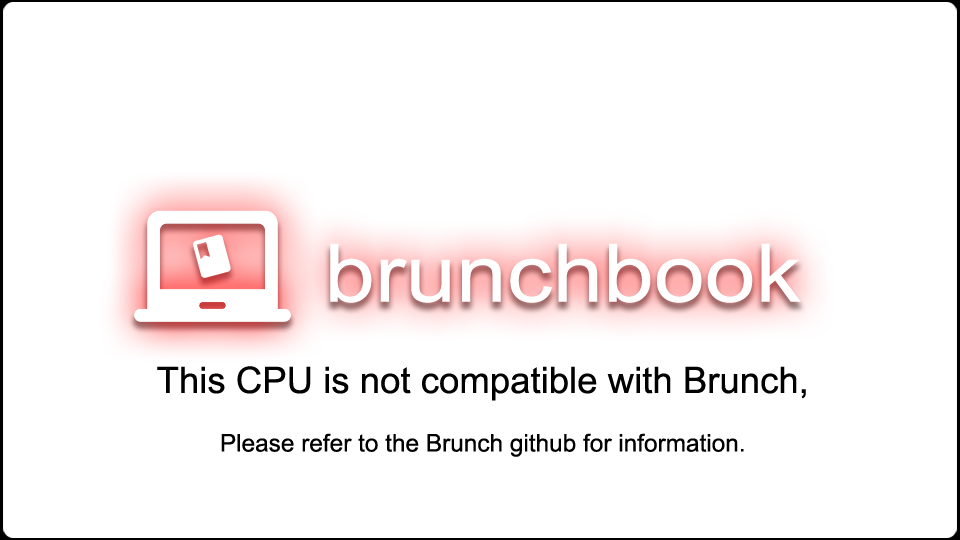 brunchbook
This CPU is not compatible with Brunch,
Please refer to the Brunch github for information.